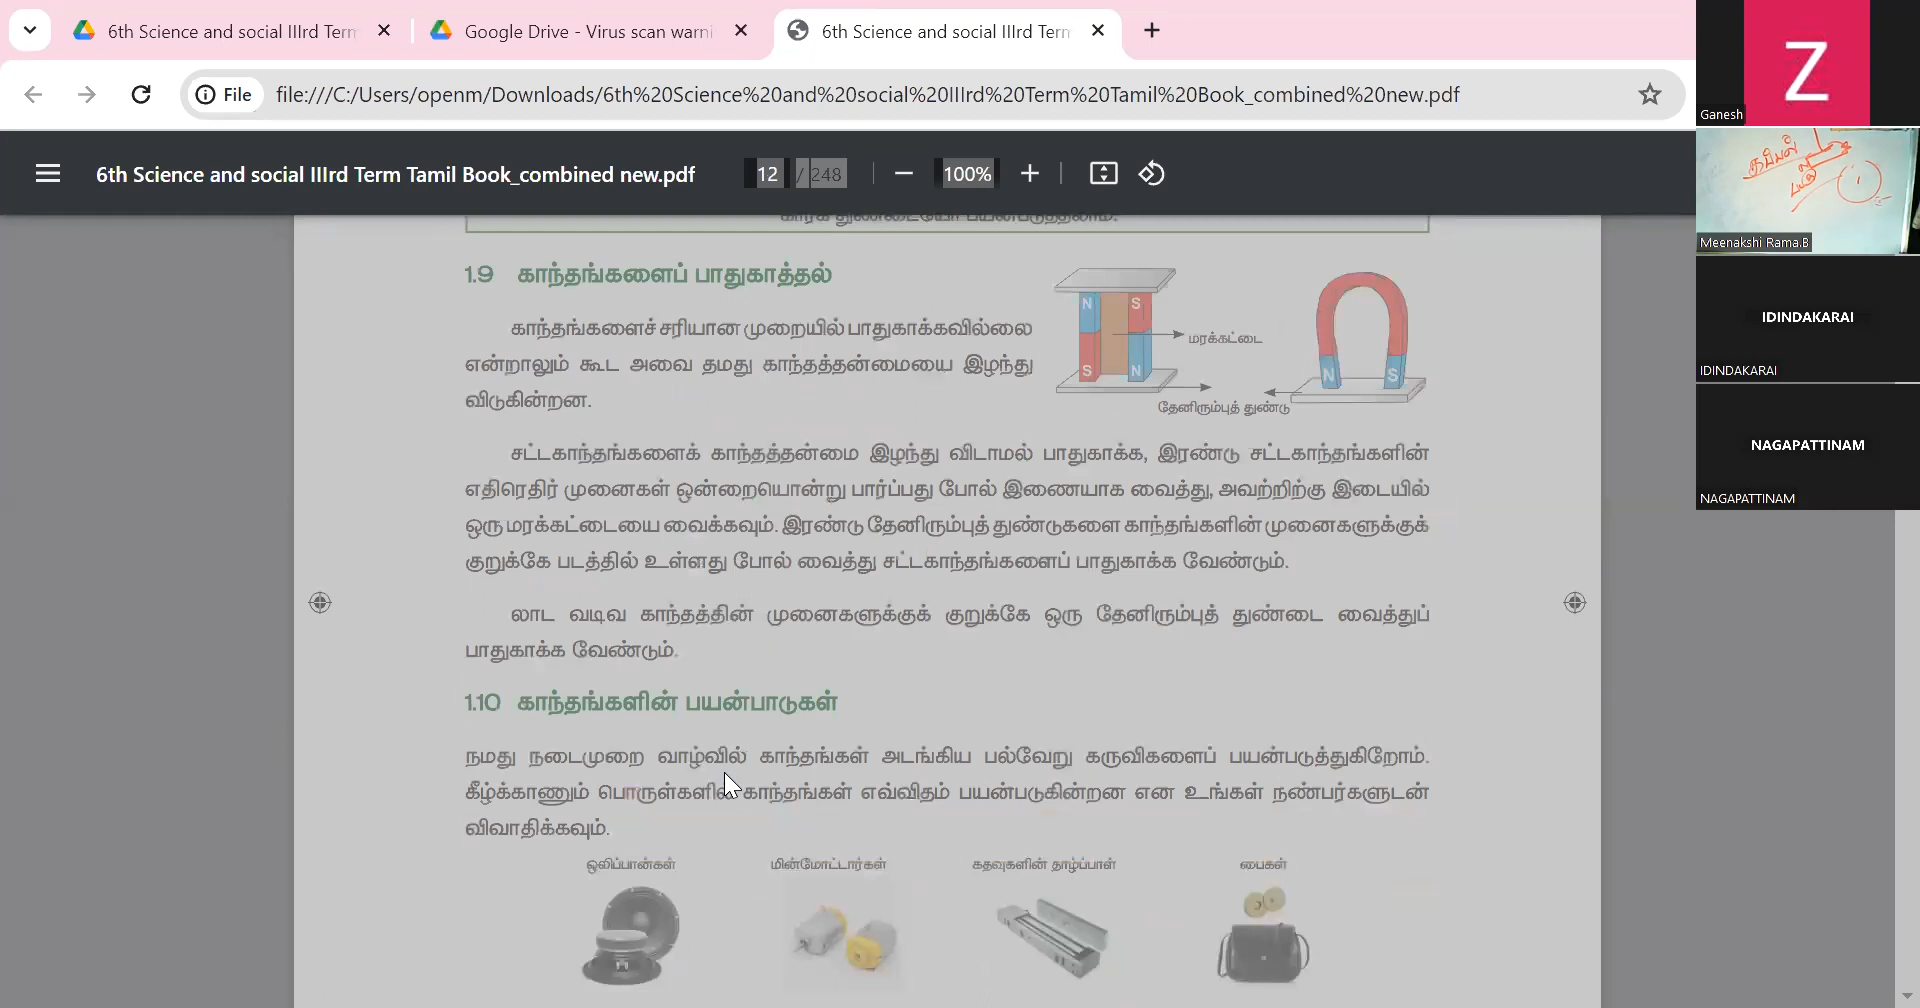 6th Science and social IIIrd Term
Google Drive - Virus scan warni
6th Science and social IIIrd Term
File
file:///C:/Users/openm/Downloads/6th%20Science%20and%20social%20IIIrd%20Term%20Tamil%20Book_combined%20new.pdf
6th Science and social IIIrd Term Tamil Book_combined new.pdf
12 / 248
100%
Z
Ganesh
Meenakshi Rama.B
IDINDAKARAI
IDINDAKARAI
NAGAPATTINAM
NAGAPATTINAM
1.9 காந்தங்களைப் பாதுகாத்தல்
காந்தங்களைச் சரியான முறையில் பாதுகாக்கவில்லை
என்றாலும் கூட அவை தமது காந்தத்தன்மையை இழந்து
விடுகின்றன.
N S
S N
மரக்கட்டை
தேனிரும்புத் துண்டு
N S
சட்டகாந்தங்களைக் காந்தத்தன்மை இழந்து விடாமல் பாதுகாக்க, இரண்டு சட்டகாந்தங்களின்
எதிரெதிர் முனைகள் ஒன்றையொன்று பார்ப்பது போல் இணையாக வைத்து, அவற்றிற்கு இடையில்
ஒரு மரக்கட்டையை வைக்கவும். இரண்டு தேனிரும்புத் துண்டுகளை காந்தங்களின் முனைகளுக்குக்
குறுக்கே படத்தில் உள்ளது போல் வைத்து சட்டகாந்தங்களைப் பாதுகாக்க வேண்டும்.
லாட வடிவ காந்தத்தின் முனைகளுக்குக் குறுக்கே ஒரு தேனிரும்புத் துண்டை வைத்துப்
பாதுகாக்க வேண்டும்.
1.10 காந்தங்களின் பயன்பாடுகள்
நமது நடைமுறை வாழ்வில் காந்தங்கள் அடங்கிய பல்வேறு கருவிகளைப் பயன்படுத்துகிறோம்.
கீழ்க்காணும் பொருள்களில் காந்தங்கள் எவ்விதம் பயன்படுகின்றன என உங்கள் நண்பர்களுடன்
விவாதிக்கவும்.
ஒலிப்பான்கள் மின்மோட்டார்கள் கதவுகளின் தாழ்ப்பாள் பைகள்